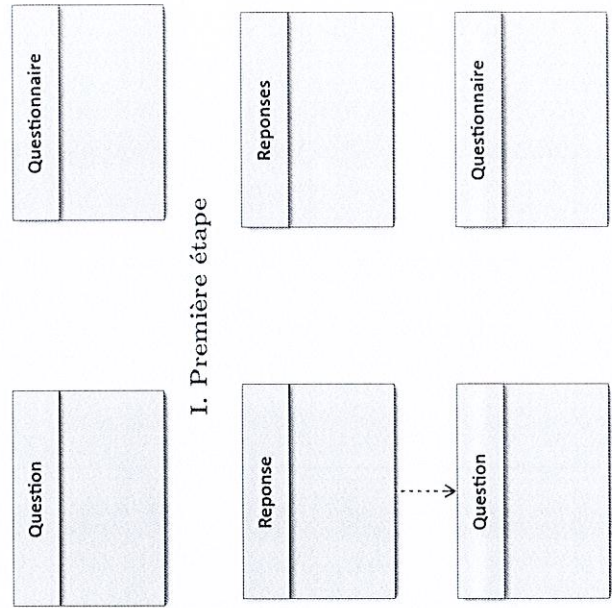 Question
Questionnaire
I. Première étape
Reponse
Reponses
Question
Questionnaire